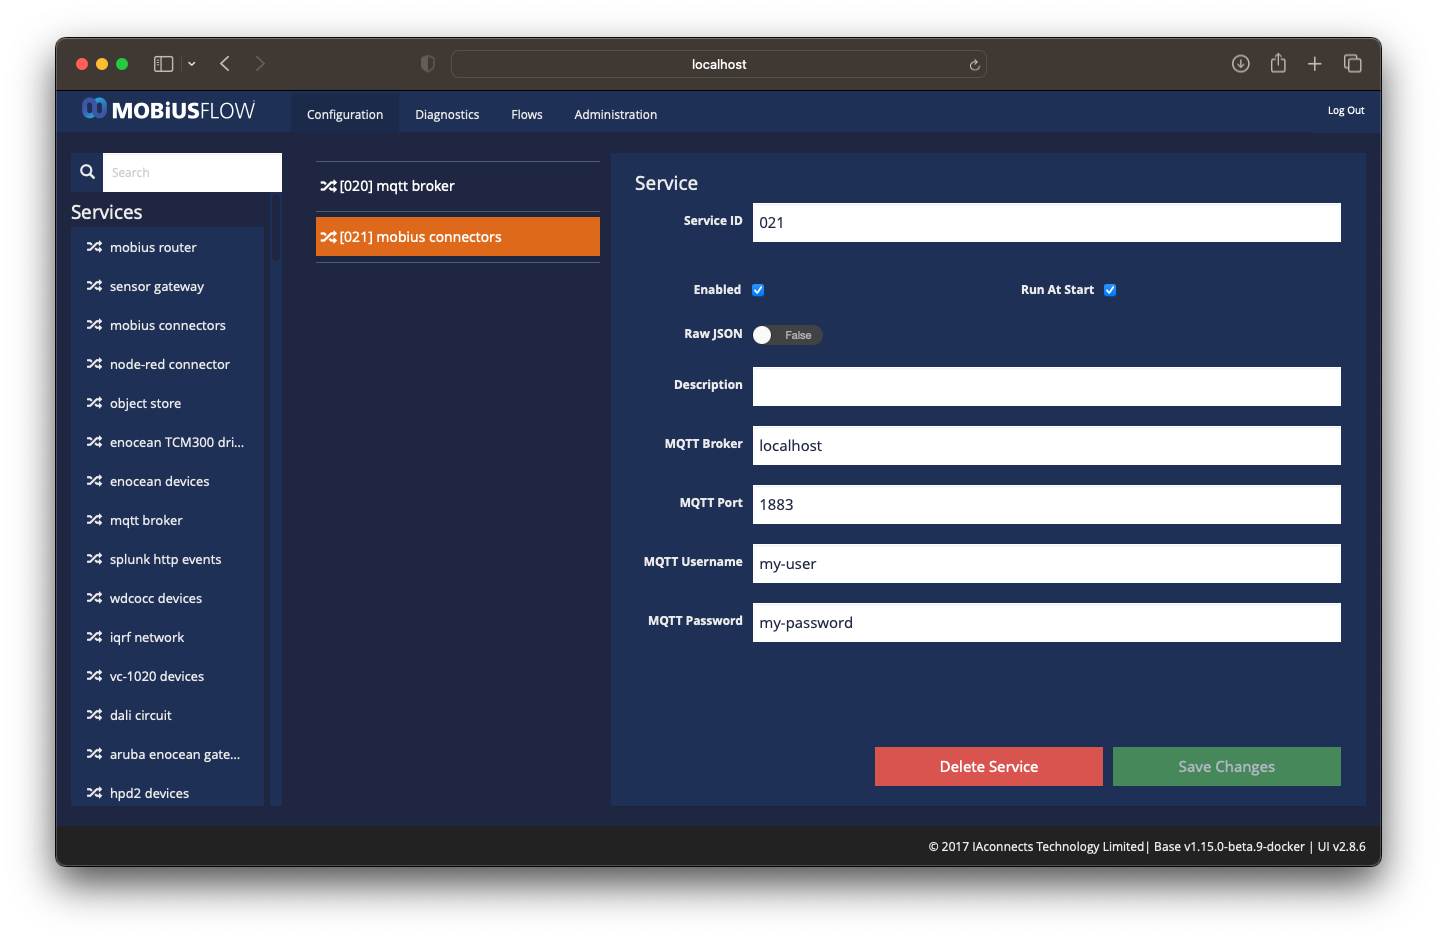 localhost
MOBiUSFLOW
Configuration
Diagnostics
Flows
Administration
Log Out
Search
Services
mobius router
sensor gateway
mobius connectors
node-red connector
object store
enocean TCM300 dri...
enocean devices
mqtt broker
splunk http events
wdcocc devices
iqrf network
vc-1020 devices
dali circuit
aruba enocean gate...
hpd2 devices
[020] mqtt broker
[021] mobius connectors
Service
Service ID 021
Enabled
Run At Start
Raw JSON False
Description
MQTT Broker localhost
MQTT Port 1883
MQTT Username my-user
MQTT Password my-password
Delete Service
Save Changes
© 2017 IAconnects Technology Limited| Base v1.15.0-beta.9-docker | UI v2.8.6